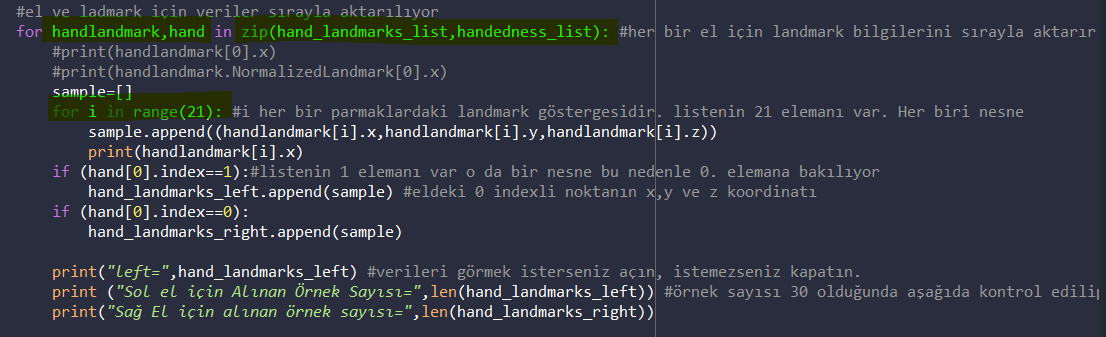 #el ve ladmark için veriler sırayla aktarılıyor
for handlandmark,hand in zip(hand_landmarks_list,handedness_list): #her bir el için landmark bilgilerini sırayla aktarır
#print(handlandmark[0].x)
#print(handlandmark.NormalizedLandmark[0].x)
sample=[]
for i in range(21): #i her bir parmaklardaki landmark göstergesidir. listenin 21 elemanı var. Her biri nesne
sample.append((handlandmark[i].x,handlandmark[i].y,handlandmark[i].z))
print(handlandmark[i].x)
if (hand[0].index==1):#listenin 1 elemanı var o da bir nesne bu nedenle 0. elemana bakılıyor
hand_landmarks_left.append(sample) #eldeki 0 indexli noktanın x,y ve z koordinatı
if (hand[0].index==0):
hand_landmarks_right.append(sample)
print("left=",hand_landmarks_left) #verileri görmek isterseniz açın, istemezseniz kapatın.
print ("Sol el için Alınan Örnek Sayısı=",len(hand_landmarks_left)) #örnek sayısı 30 olduğunda aşağıda kontrol edilip
print("Sağ El için alınan örnek sayısı=",len(hand_landmarks_right))